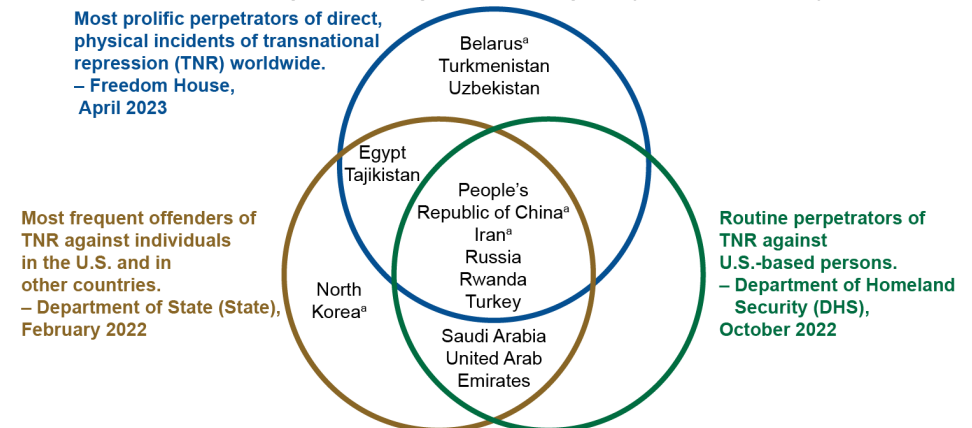 Most prolific perpetrators of direct,
physical incidents of transnational
repression (TNR) worldwide.
– Freedom House,
April 2023
Belarusᵃ
Turkmenistan
Uzbekistan
Egypt
Tajikistan
People's
Republic of Chinaᵃ
Iranᵃ
Russia
Rwanda
Turkey
Most frequent offenders of
TNR against individuals
in the U.S. and in
other countries.
– Department of State (State),
February 2022
North
Koreaᵃ
Saudi Arabia
United Arab
Emirates
Routine perpetrators of
TNR against
U.S.-based persons.
– Department of Homeland
Security (DHS),
October 2022